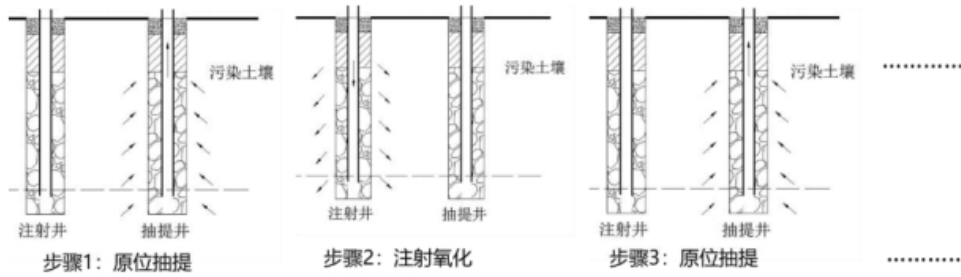 污染土壤
注射井
抽提井
步骤1：原位抽提
污染土壤
注射井
抽提井
步骤2：注射氧化
污染土壤
注射井
抽提井
步骤3：原位抽提
………………
………………